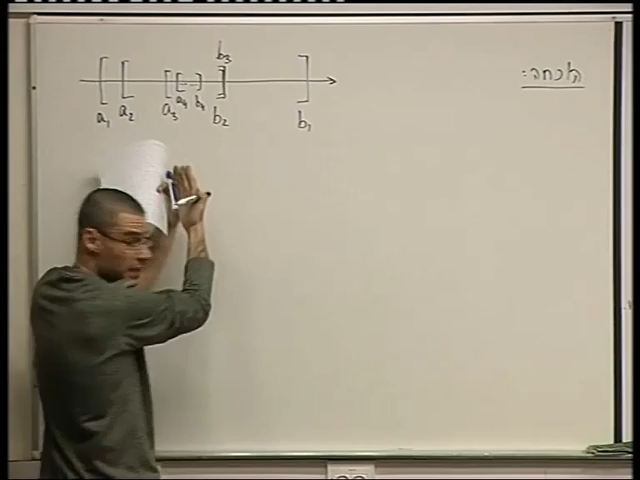 הוכחה:
b₃
[ [ [ [ ] ] ]
a₁ a₂ a₃ a₄ b₄ b₂ b₁